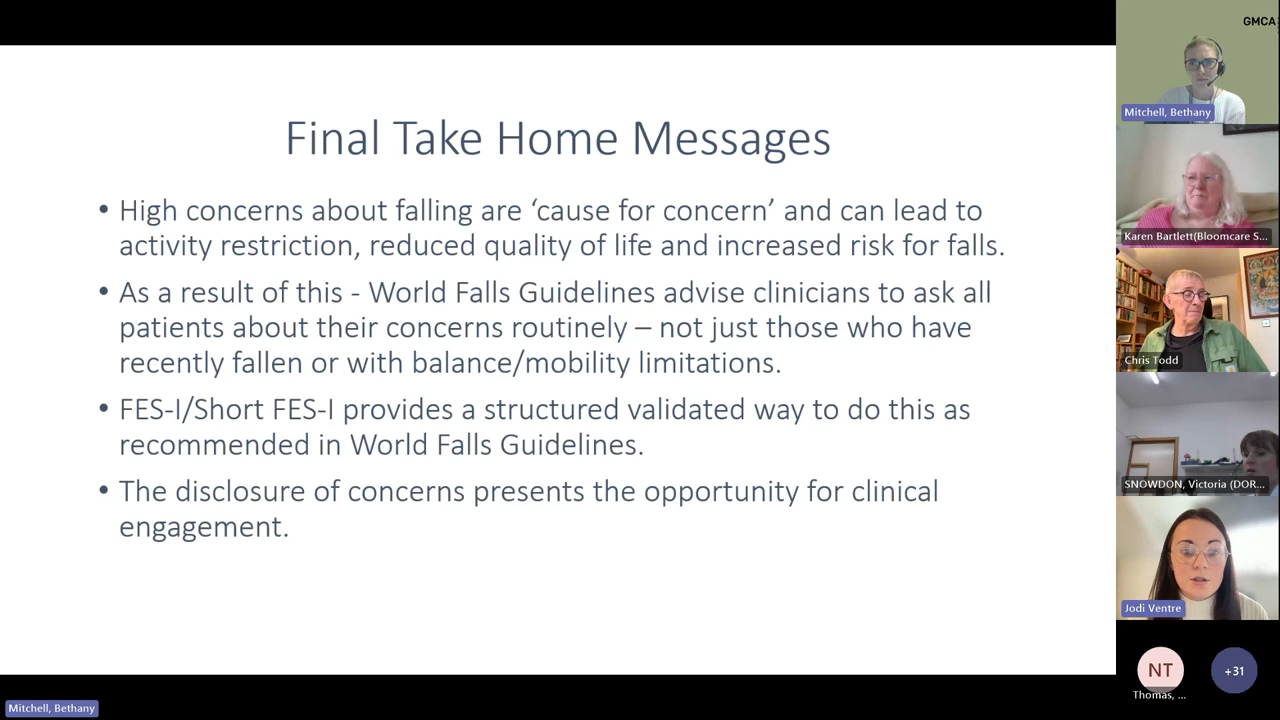 Final Take Home Messages
• High concerns about falling are ‘cause for concern’ and can lead to
activity restriction, reduced quality of life and increased risk for falls.
• As a result of this - World Falls Guidelines advise clinicians to ask all
patients about their concerns routinely – not just those who have
recently fallen or with balance/mobility limitations.
• FES-I/Short FES-I provides a structured validated way to do this as
recommended in World Falls Guidelines.
• The disclosure of concerns presents the opportunity for clinical
engagement.
GMCA
Mitchell, Bethany
Karen Bartlett(Bloomcare S...
Chris Todd
SNOWDON, Victoria (DOR...
Jodi Ventre
NT
Thomas, ...
+31
Mitchell, Bethany